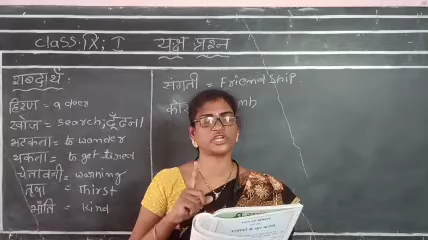 class:IX; I यक्ष प्रश्न
शब्दार्थ:
हिरण = a deer
खोज = search, ढूँढना
भटकना = to wander
थकना = to get tired
चेतावनी = warning
तृषा = thirst
भाँति = kind
संगती = Friendship